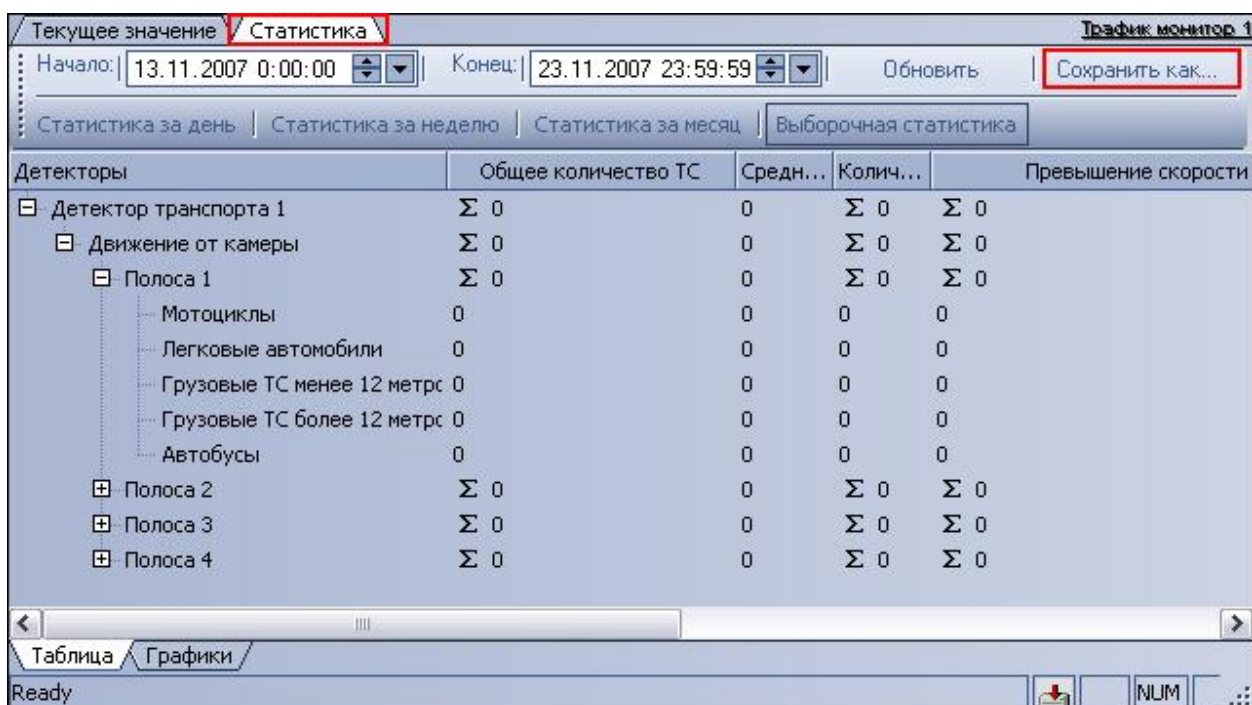 Текущее значение Статистика Трафик монитор 1
Начало: 13.11.2007 0:00:00 Конец: 23.11.2007 23:59:59 Обновить Сохранить как...
Статистика за день Статистика за неделю Статистика за месяц Выборочная статистика
Детекторы Общее количество ТС Средн... Колич... Превышение скорости
Детектор транспорта 1 Σ 0 0 Σ 0 Σ 0
Движение от камеры Σ 0 0 Σ 0 Σ 0
Полоса 1 Σ 0 0 Σ 0 Σ 0
Мотоциклы 0 0 0 0
Легковые автомобили 0 0 0 0
Грузовые ТС менее 12 метрс 0 0 0 0
Грузовые ТС более 12 метрс 0 0 0 0
Автобусы 0 0 0 0
Полоса 2 Σ 0 0 Σ 0 Σ 0
Полоса 3 Σ 0 0 Σ 0 Σ 0
Полоса 4 Σ 0 0 Σ 0 Σ 0
Таблица Графики
Ready NUM